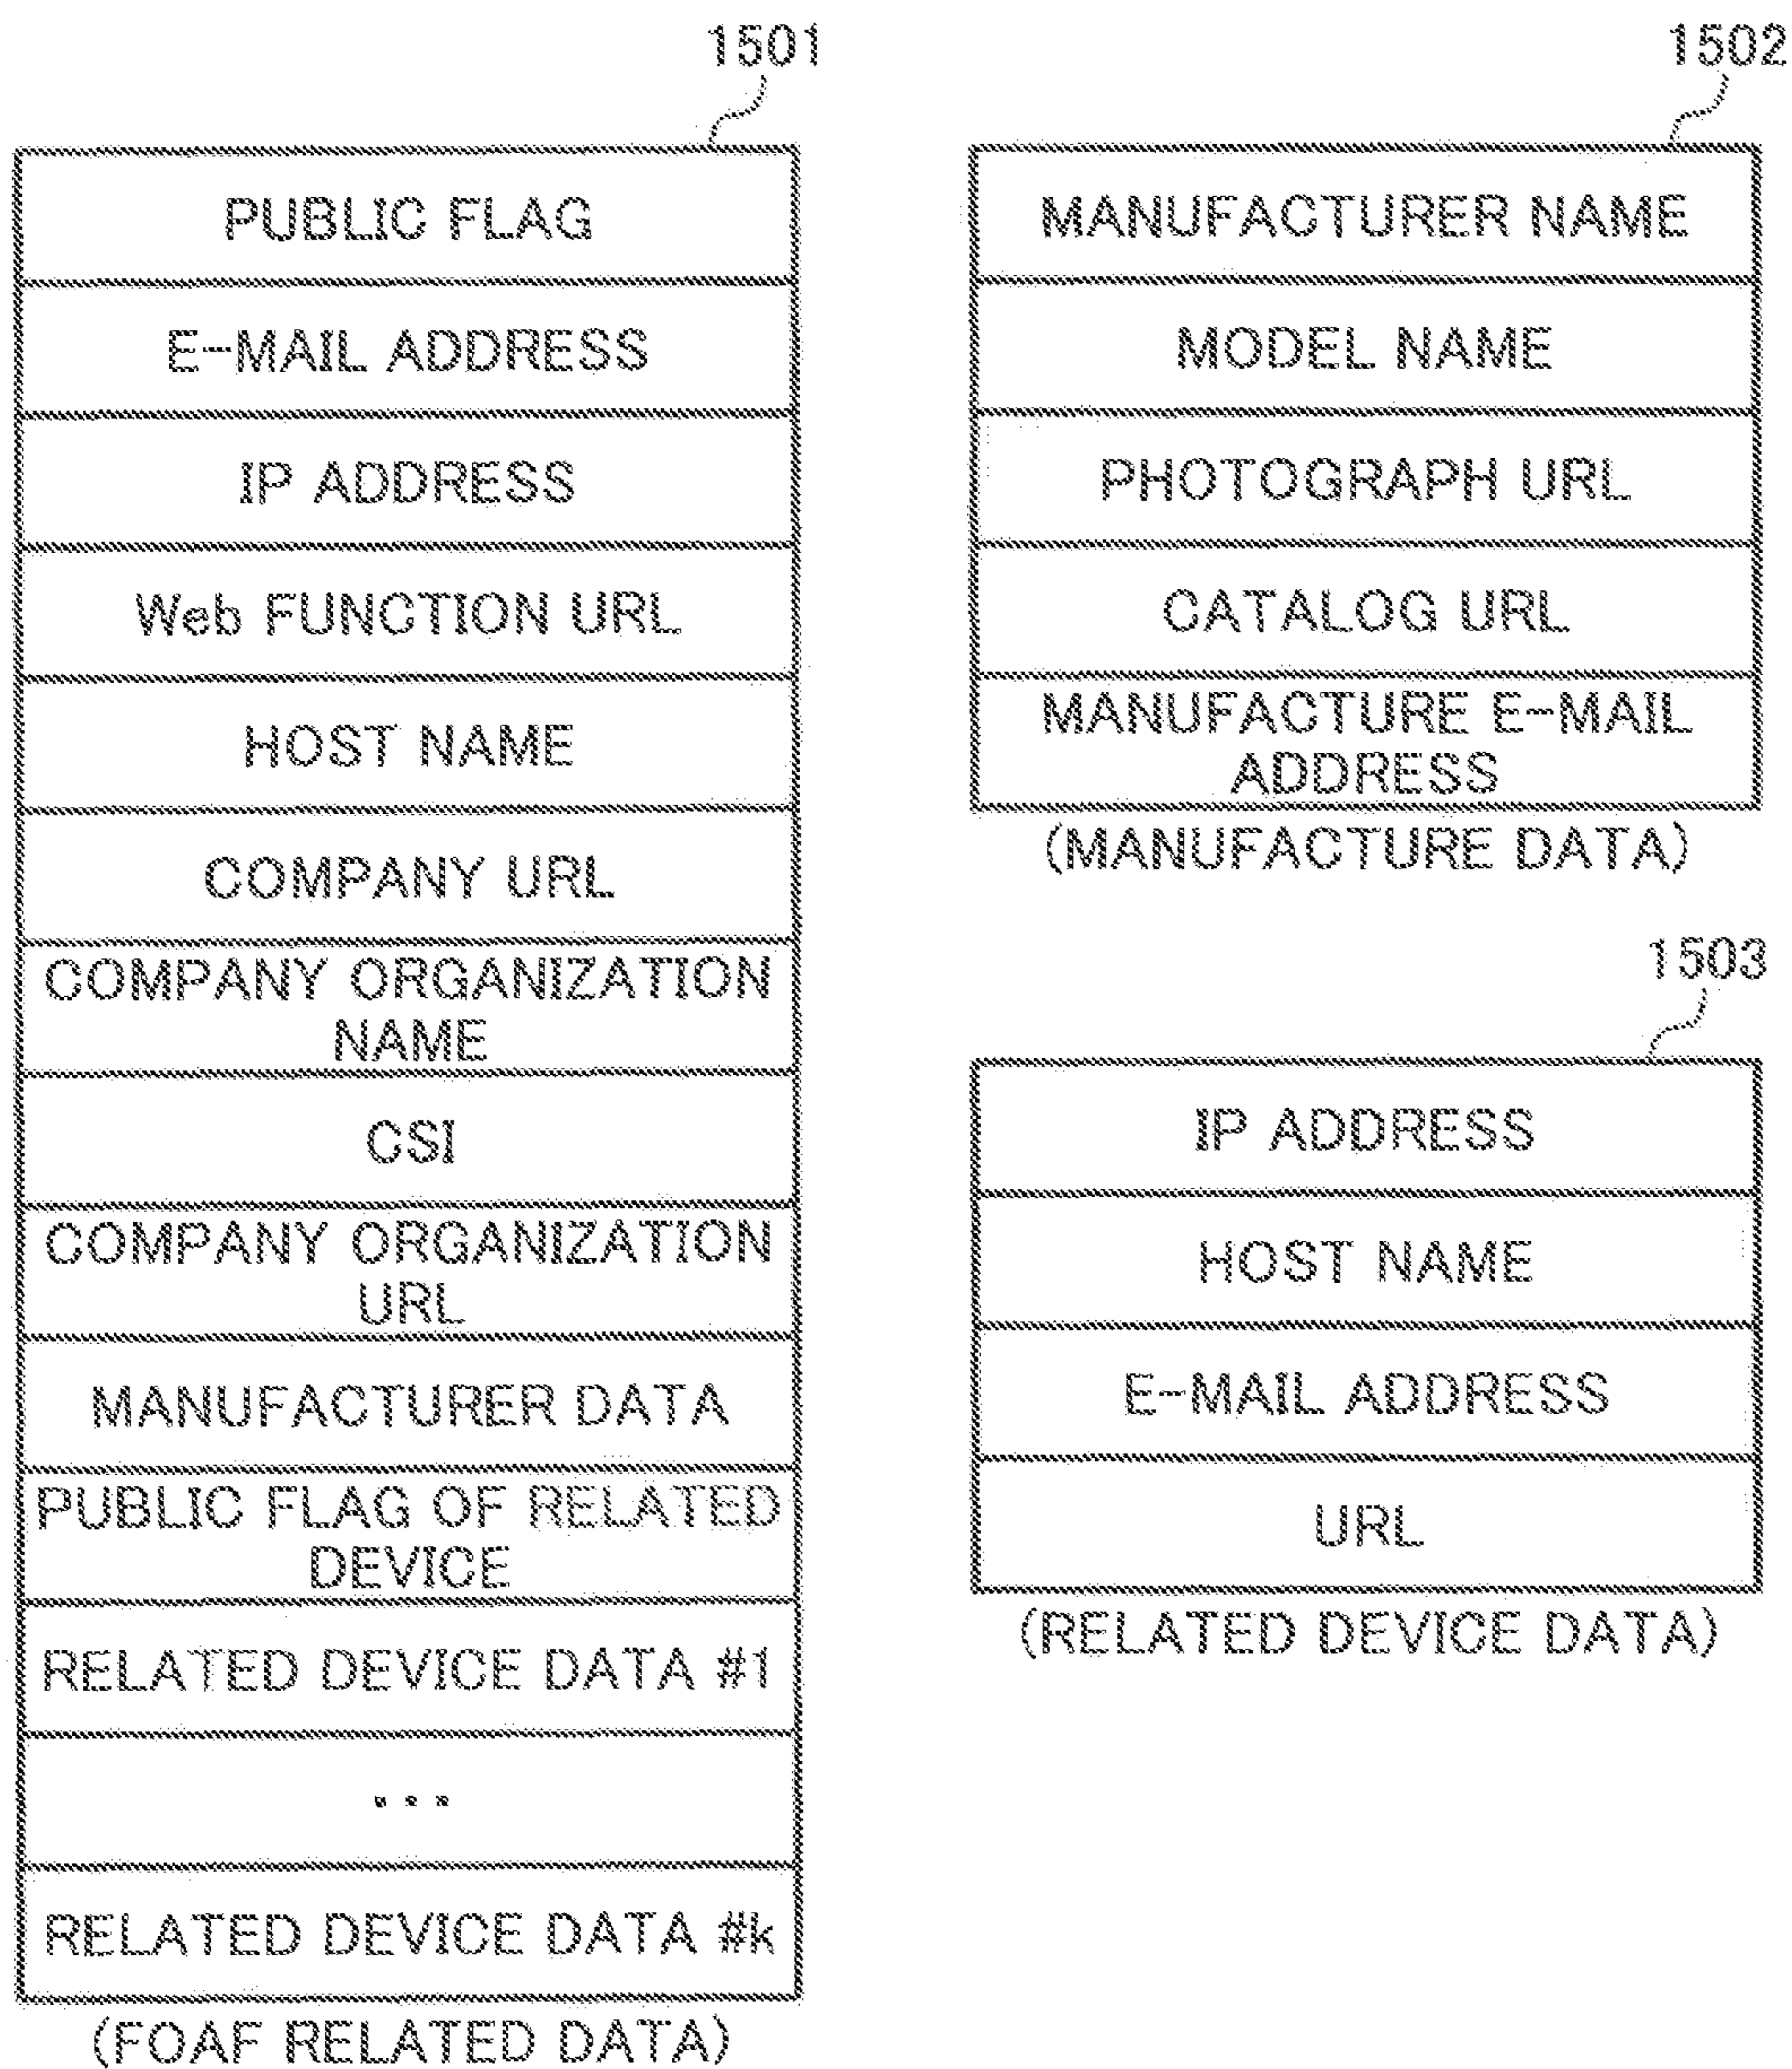 1501
PUBLIC FLAG
E-MAIL ADDRESS
IP ADDRESS
Web FUNCTION URL
HOST NAME
COMPANY URL
COMPANY ORGANIZATION
NAME
CSI
COMPANY ORGANIZATION
URL
MANUFACTURER DATA
PUBLIC FLAG OF RELATED
DEVICE
RELATED DEVICE DATA #1
...
RELATED DEVICE DATA #k
(FOAF RELATED DATA)
1502
MANUFACTURER NAME
MODEL NAME
PHOTOGRAPH URL
CATALOG URL
MANUFACTURE E-MAIL
ADDRESS
(MANUFACTURE DATA)
1503
IP ADDRESS
HOST NAME
E-MAIL ADDRESS
URL
(RELATED DEVICE DATA)